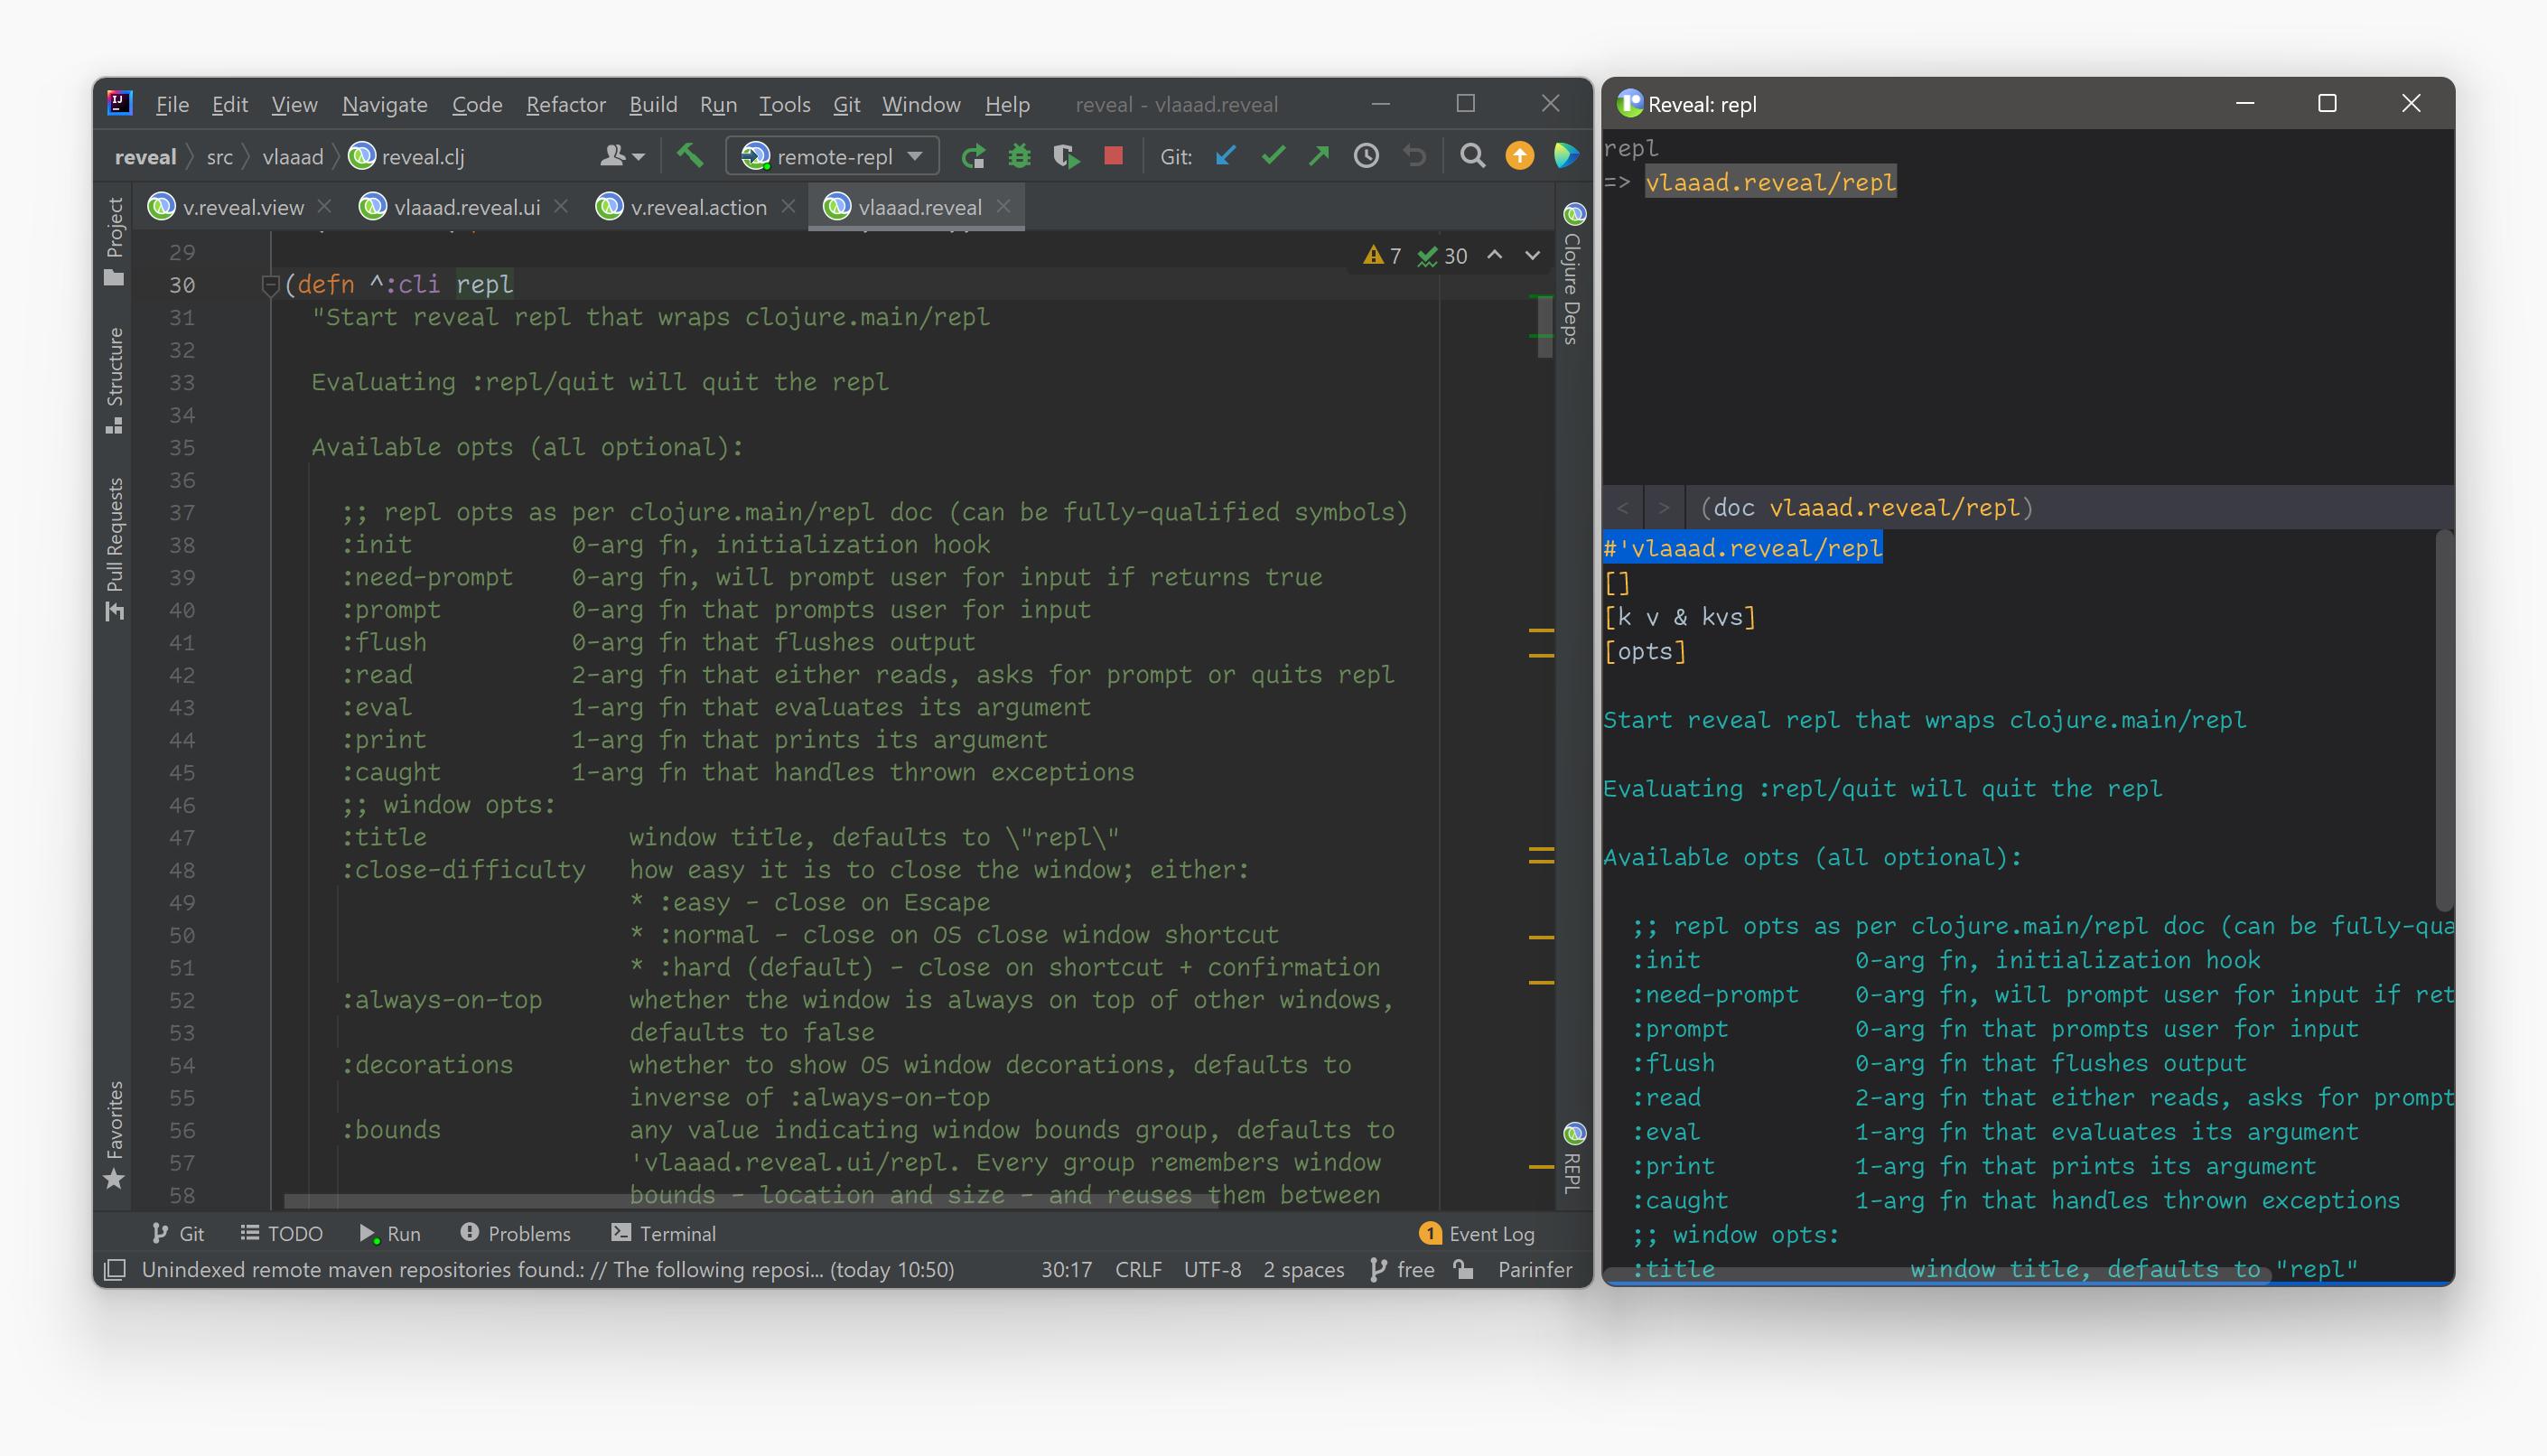 File Edit View Navigate Code Refactor Build Run Tools Git Window Help reveal - vlaaad.reveal
reveal src vlaaad reveal.clj remote-repl Git:
v.reveal.view vlaaad.reveal.ui v.reveal.action vlaaad.reveal
Project
Structure
Pull Requests
Favorites
7 30
29
30 (defn ^:cli repl
31 "Start reveal repl that wraps clojure.main/repl
32
33 Evaluating :repl/quit will quit the repl
34
35 Available opts (all optional):
36
37 ;; repl opts as per clojure.main/repl doc (can be fully-qualified symbols)
38 :init 0-arg fn, initialization hook
39 :need-prompt 0-arg fn, will prompt user for input if returns true
40 :prompt 0-arg fn that prompts user for input
41 :flush 0-arg fn that flushes output
42 :read 2-arg fn that either reads, asks for prompt or quits repl
43 :eval 1-arg fn that evaluates its argument
44 :print 1-arg fn that prints its argument
45 :caught 1-arg fn that handles thrown exceptions
46 ;; window opts:
47 :title window title, defaults to \"repl\"
48 :close-difficulty how easy it is to close the window; either:
49 * :easy - close on Escape
50 * :normal - close on OS close window shortcut
51 * :hard (default) - close on shortcut + confirmation
52 :always-on-top whether the window is always on top of other windows,
53 defaults to false
54 :decorations whether to show OS window decorations, defaults to
55 inverse of :always-on-top
56 :bounds any value indicating window bounds group, defaults to
57 'vlaaad.reveal.ui/repl. Every group remembers window
58 bounds - location and size - and reuses them between
Clojure Deps
REPL
Git TODO Run Problems Terminal 1 Event Log
Unindexed remote maven repositories found.: // The following reposi... (today 10:50) 30:17 CRLF UTF-8 2 spaces free Parinfer
Reveal: repl
repl
=> vlaaad.reveal/repl
< > (doc vlaaad.reveal/repl)
#'vlaaad.reveal/repl
[]
[k v & kvs]
[opts]
Start reveal repl that wraps clojure.main/repl
Evaluating :repl/quit will quit the repl
Available opts (all optional):
;; repl opts as per clojure.main/repl doc (can be fully-qua
:init 0-arg fn, initialization hook
:need-prompt 0-arg fn, will prompt user for input if ret
:prompt 0-arg fn that prompts user for input
:flush 0-arg fn that flushes output
:read 2-arg fn that either reads, asks for prompt
:eval 1-arg fn that evaluates its argument
:print 1-arg fn that prints its argument
:caught 1-arg fn that handles thrown exceptions
;; window opts:
:title window title, defaults to "repl"